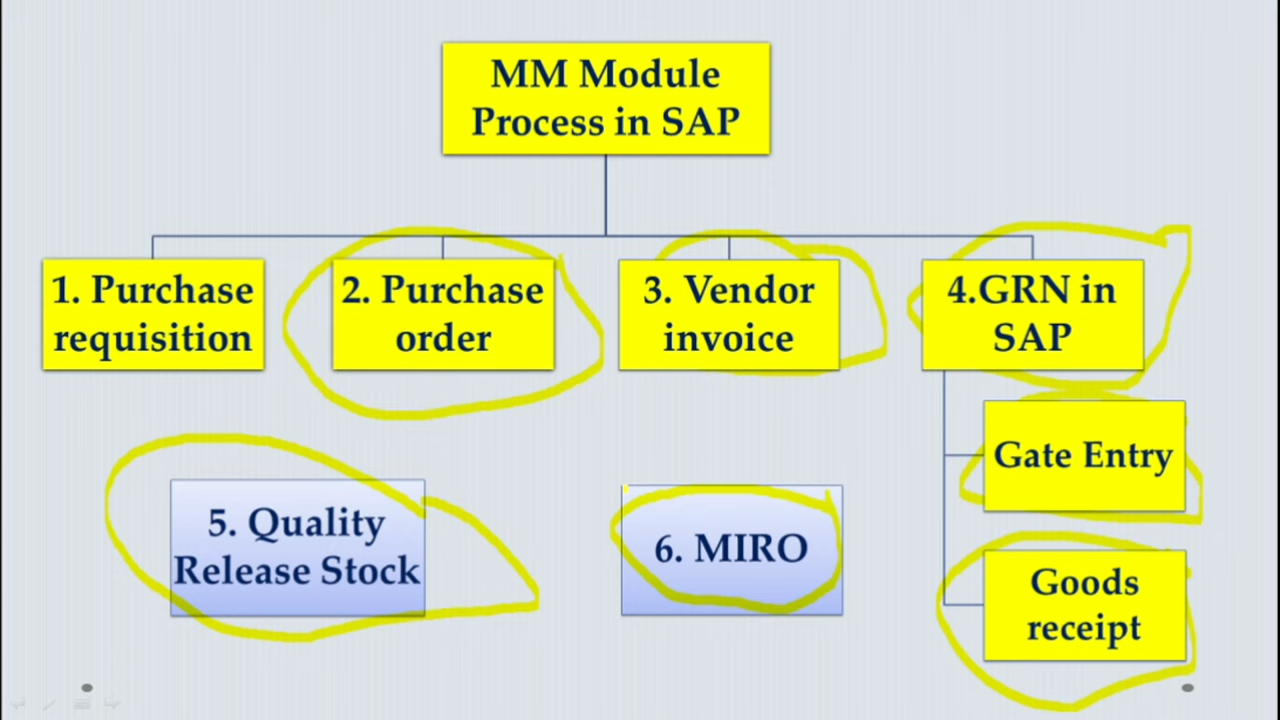 MM Module
Process in SAP
1. Purchase
requisition
2. Purchase
order
3. Vendor
invoice
4.GRN in
SAP
Gate Entry
Goods
receipt
5. Quality
Release Stock
6. MIRO